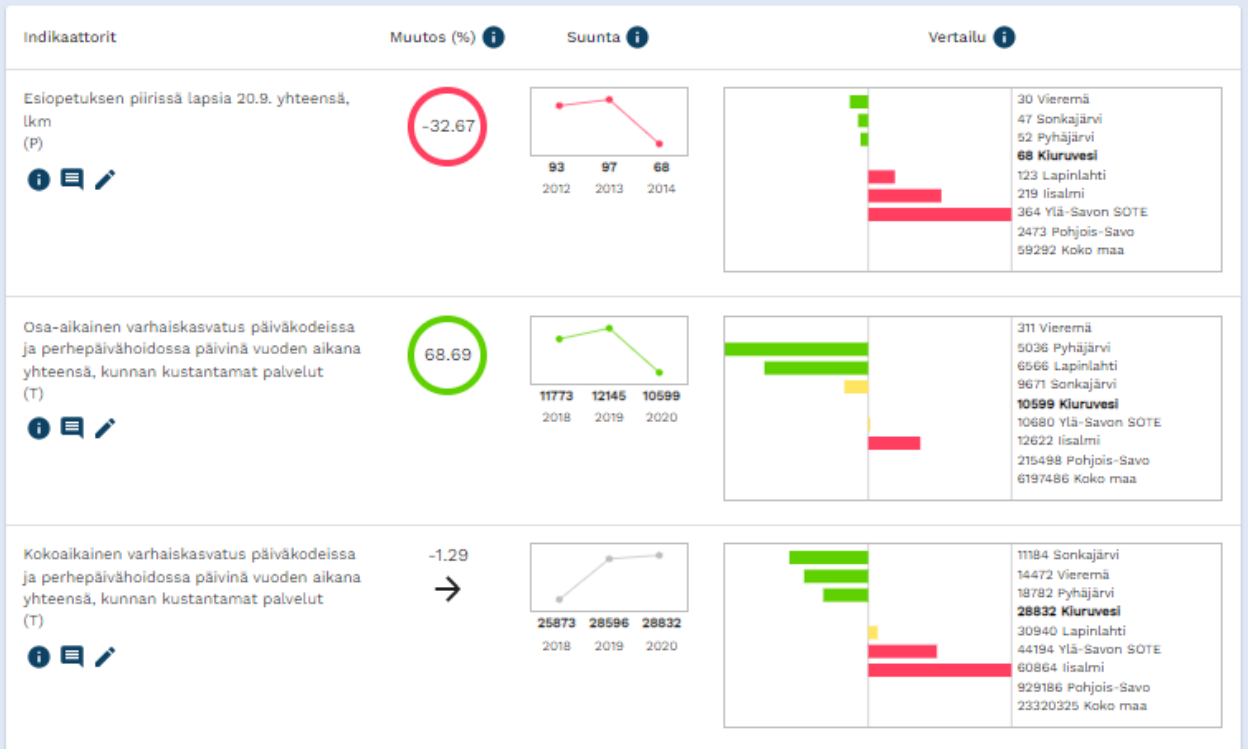 Indikaattorit Muutos (%) Suunta Vertailu
Esiopetuksen piirissä lapsia 20.9. yhteensä,
lkm
(P)
-32.67
93 97 68
2012 2013 2014
30 Vieremä
47 Sonkajärvi
52 Pyhäjärvi
68 Kiuruvesi
123 Lapinlahti
219 Iisalmi
364 Ylä-Savon SOTE
2473 Pohjois-Savo
59292 Koko maa
Osa-aikainen varhaiskasvatus päiväkodeissa
ja perhepäivähoidossa päivinä vuoden aikana
yhteensä, kunnan kustantamat palvelut
(T)
68.69
11773 12145 10599
2018 2019 2020
311 Vieremä
5036 Pyhäjärvi
6566 Lapinlahti
9671 Sonkajärvi
10599 Kiuruvesi
10680 Ylä-Savon SOTE
12622 Iisalmi
215498 Pohjois-Savo
6197486 Koko maa
Kokoaikainen varhaiskasvatus päiväkodeissa
ja perhepäivähoidossa päivinä vuoden aikana
yhteensä, kunnan kustantamat palvelut
(T)
-1.29
25873 28596 28832
2018 2019 2020
11184 Sonkajärvi
14472 Vieremä
18782 Pyhäjärvi
28832 Kiuruvesi
30940 Lapinlahti
44194 Ylä-Savon SOTE
60864 Iisalmi
929186 Pohjois-Savo
23320325 Koko maa